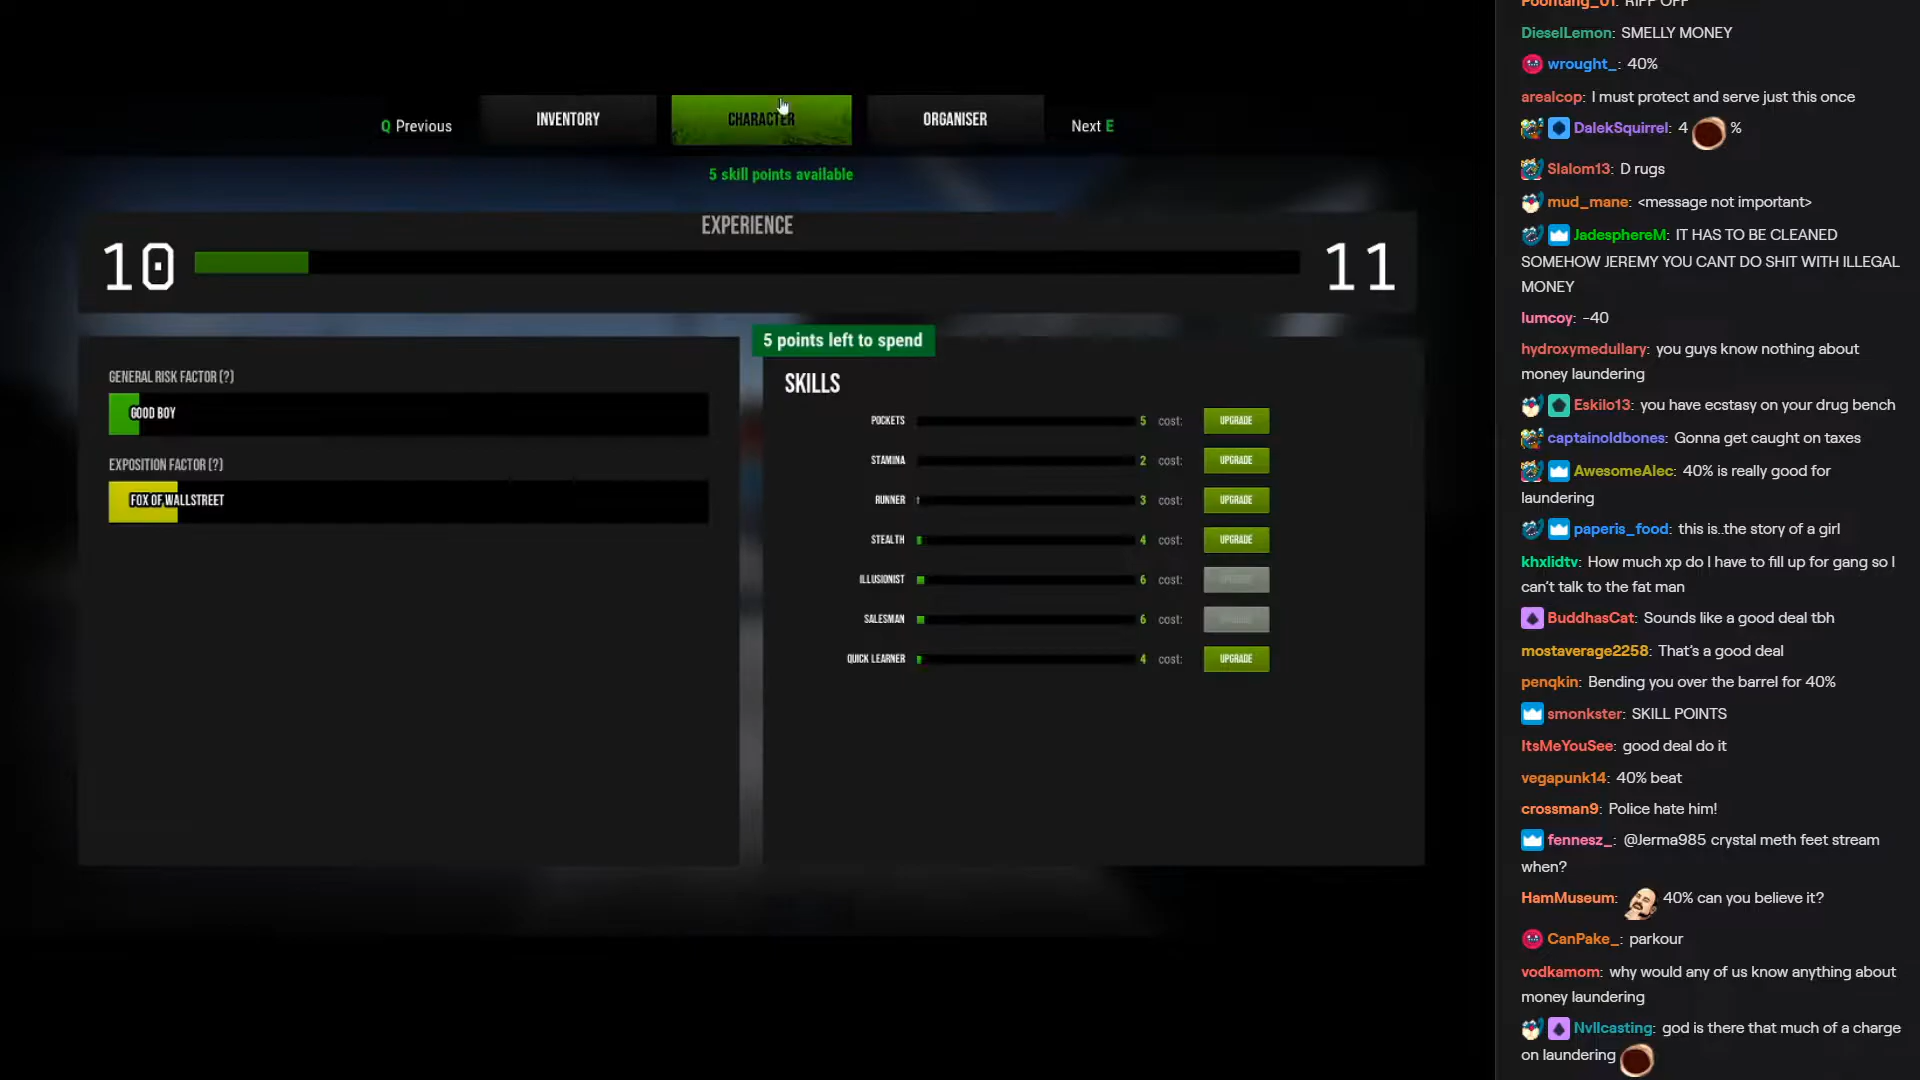 Q Previous
INVENTORY
CHARACTER
ORGANISER
Next E
5 skill points available
EXPERIENCE
10
11
GENERAL RISK FACTOR (?)
GOOD BOY
EXPOSITION FACTOR (?)
FOX OF WALLSTREET
5 points left to spend
SKILLS
POCKETS 5 cost: UPGRADE
STAMINA 2 cost: UPGRADE
RUNNER 3 cost: UPGRADE
STEALTH 4 cost: UPGRADE
ILLUSIONIST 6 cost:
SALESMAN 6 cost:
QUICK LEARNER 4 cost: UPGRADE
Poontang_01: RIPP OFF
DieselLemon: SMELLY MONEY
wrought_: 40%
arealcop: I must protect and serve just this once
DalekSquirrel: 4 %
Slalom13: D rugs
mud_mane: <message not important>
JadesphereM: IT HAS TO BE CLEANED
SOMEHOW JEREMY YOU CANT DO SHIT WITH ILLEGAL
MONEY
lumcoy: -40
hydroxymedullary: you guys know nothing about
money laundering
Eskilo13: you have ecstasy on your drug bench
captainoldbones: Gonna get caught on taxes
AwesomeAlec: 40% is really good for
laundering
paperis_food: this is..the story of a girl
khxlidtv: How much xp do I have to fill up for gang so I
can't talk to the fat man
BuddhasCat: Sounds like a good deal tbh
mostaverage2258: That's a good deal
penqkin: Bending you over the barrel for 40%
smonkster: SKILL POINTS
ItsMeYouSee: good deal do it
vegapunk14: 40% beat
crossman9: Police hate him!
fennesz_: @Jerma985 crystal meth feet stream
when?
HamMuseum: 40% can you believe it?
CanPake_: parkour
vodkamom: why would any of us know anything about
money laundering
Nvllcasting: god is there that much of a charge
on laundering